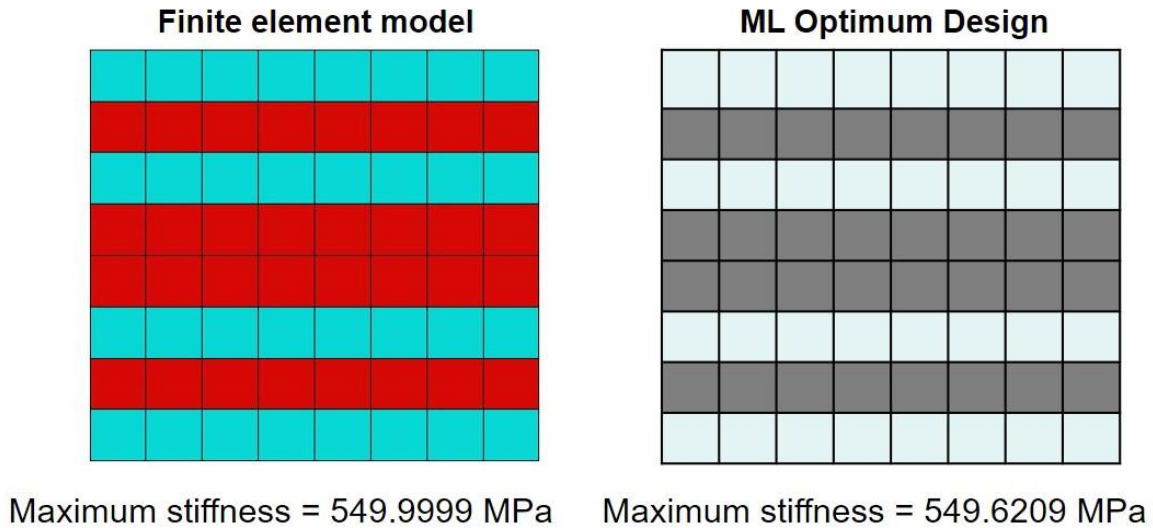 Finite element model
ML Optimum Design
Maximum stiffness = 549.9999 MPa
Maximum stiffness = 549.6209 MPa